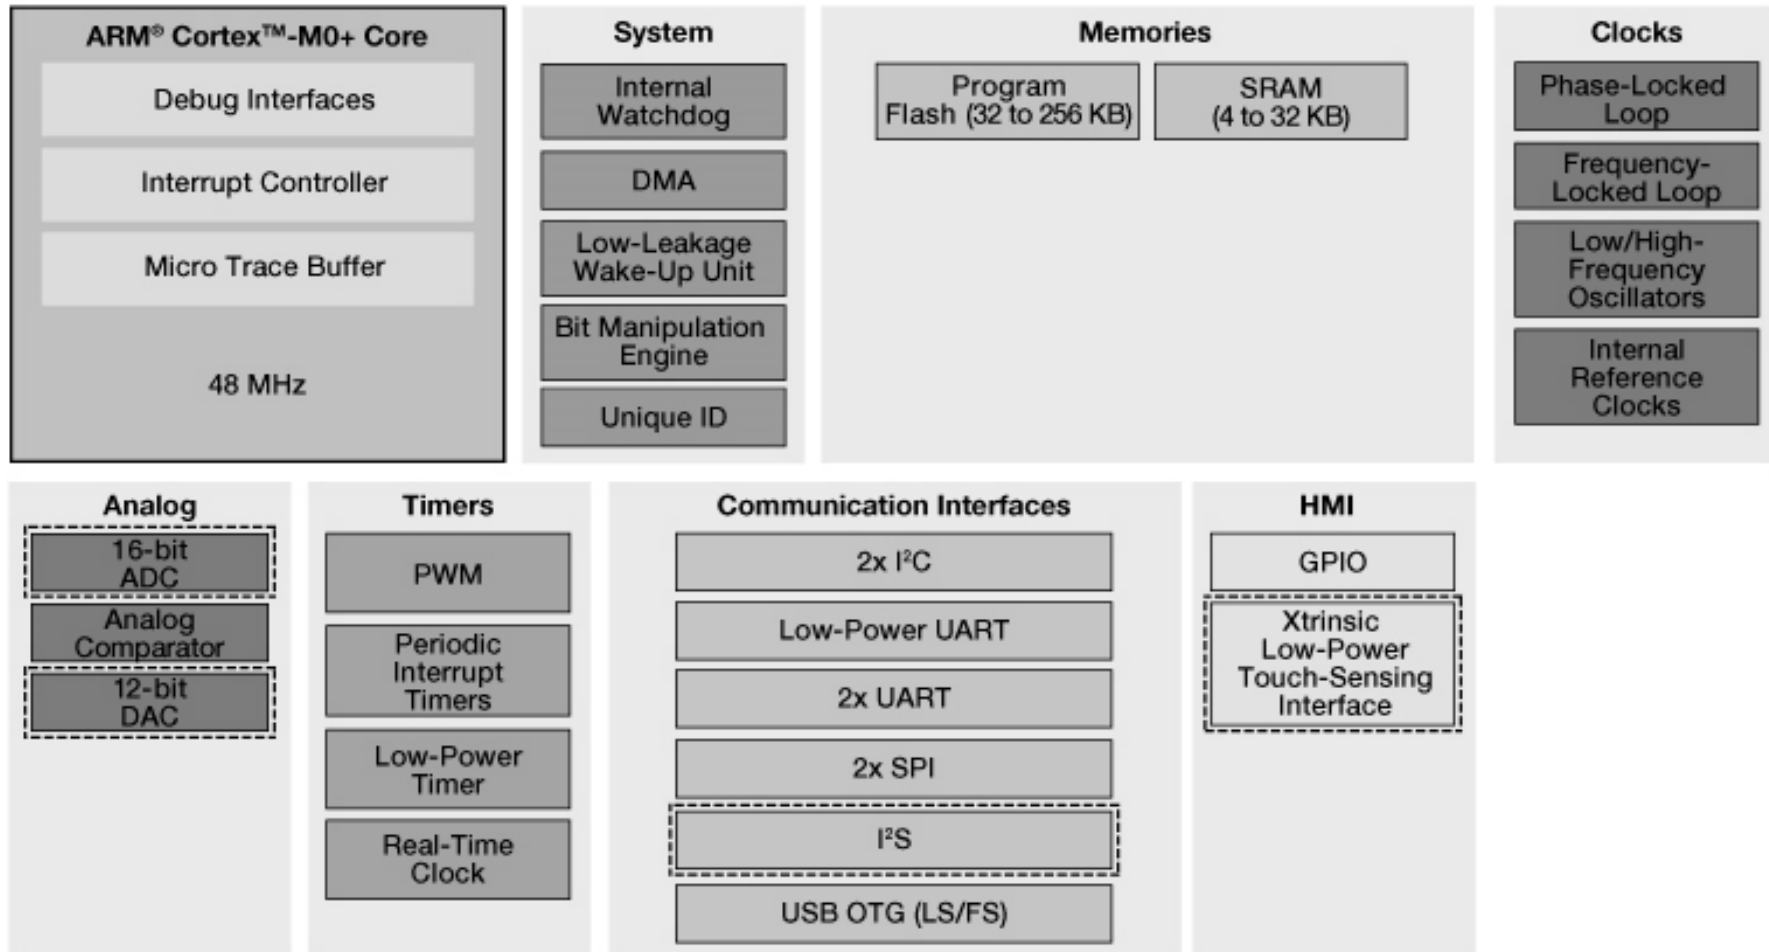 ARM® Cortex™-M0+ Core
Debug Interfaces
Interrupt Controller
Micro Trace Buffer
48 MHz
System
Internal
Watchdog
DMA
Low-Leakage
Wake-Up Unit
Bit Manipulation
Engine
Unique ID
Memories
Program
Flash (32 to 256 KB)
SRAM
(4 to 32 KB)
Clocks
Phase-Locked
Loop
Frequency-
Locked Loop
Low/High-
Frequency
Oscillators
Internal
Reference
Clocks
Analog
16-bit
ADC
Analog
Comparator
12-bit
DAC
Timers
PWM
Periodic
Interrupt
Timers
Low-Power
Timer
Real-Time
Clock
Communication Interfaces
2x I²C
Low-Power UART
2x UART
2x SPI
I²S
USB OTG (LS/FS)
HMI
GPIO
Xtrinsic
Low-Power
Touch-Sensing
Interface